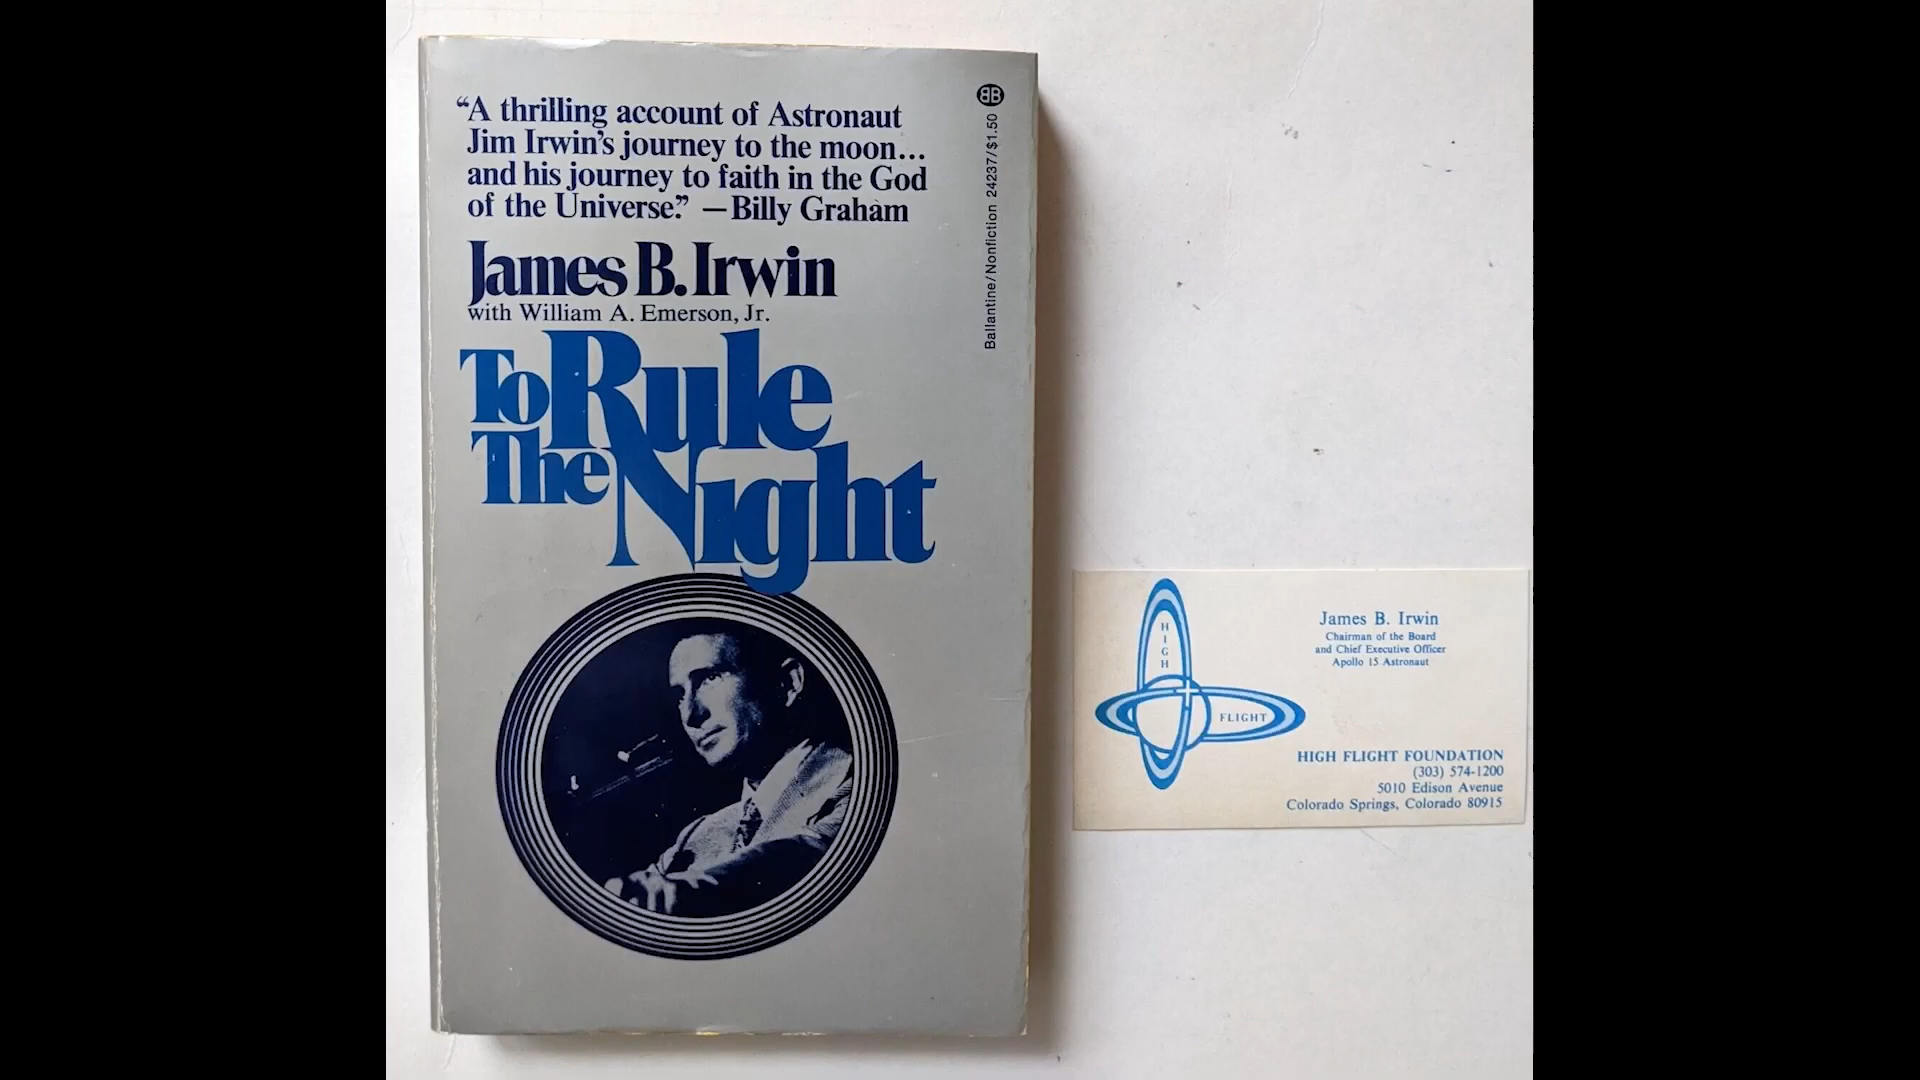 “A thrilling account of Astronaut
Jim Irwin’s journey to the moon...
and his journey to faith in the God
of the Universe.” —Billy Graham
James B. Irwin
with William A. Emerson, Jr.
To Rule
The Night
BB
Ballantine/Nonfiction 24237/$1.50
HIGH
FLIGHT
James B. Irwin
Chairman of the Board
and Chief Executive Officer
Apollo 15 Astronaut
HIGH FLIGHT FOUNDATION
(303) 574-1200
5010 Edison Avenue
Colorado Springs, Colorado 80915